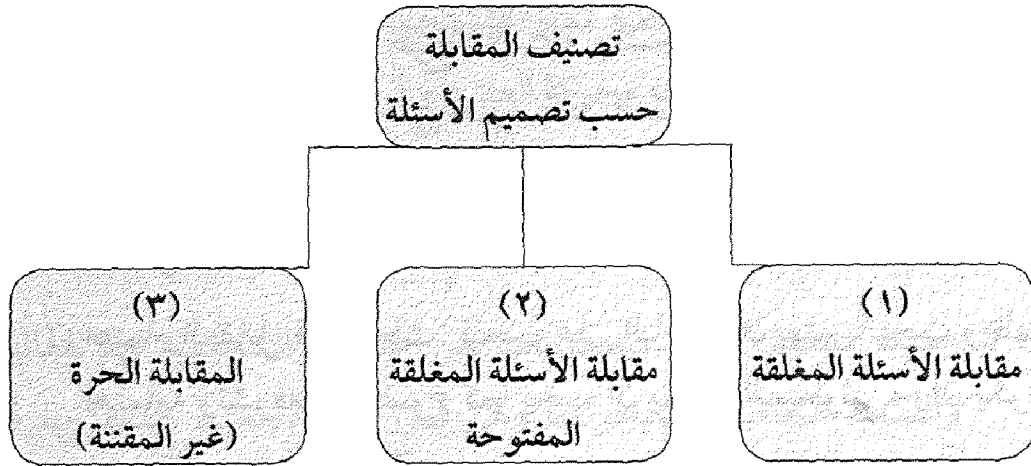 تصنيف المقابلة
حسب تصميم الأسئلة
(١)
مقابلة الأسئلة المغلقة
(٢)
مقابلة الأسئلة المغلقة
المفتوحة
(٣)
المقابلة الحرة
(غير المقننة)